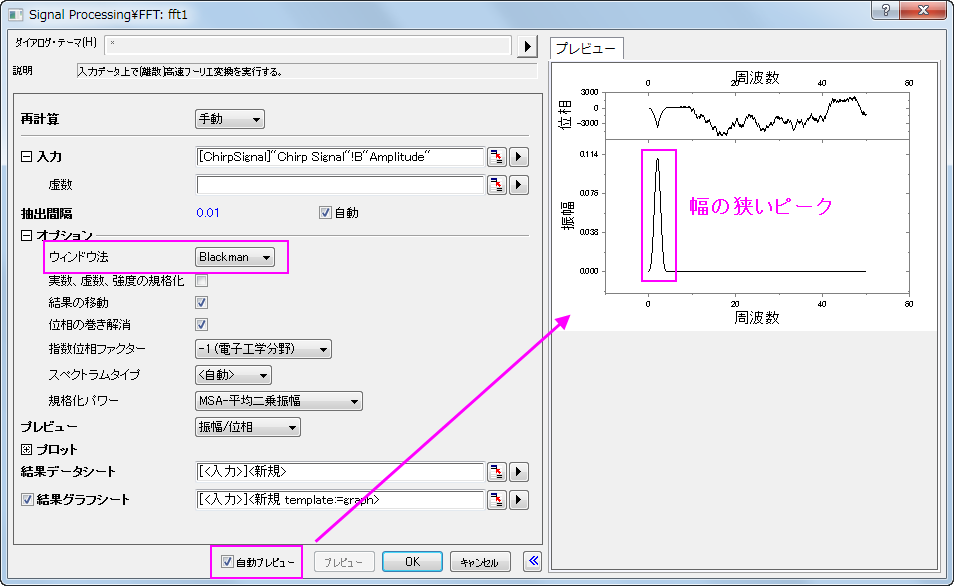 Signal Processing¥FFT: fft1
ダイアログ・テーマ(H) *
説明 入力データ上で(離散)高速フーリエ変換を実行する。
再計算 手動
入力 [ChirpSignal]"Chirp Signal"!B"Amplitude"
虚数
抽出間隔 0.01 自動
オプション
ウィンドウ法 Blackman
実数、虚数、強度の規格化
結果の移動
位相の巻き解消
指数位相ファクター -1(電子工学分野)
スペクトラムタイプ <自動>
規格化パワー MSA-平均二乗振幅
プレビュー 振幅/位相
プロット
結果データシート [<入力>]<新規>
結果グラフシート [<入力>]<新規 template:=graph>
自動プレビュー プレビュー OK キャンセル
プレビュー
周波数
0 20 40 60
位相
3000
0
-3000
振幅
0.114
0.076
0.038
0.000
幅の狭いピーク
0 20 40 60
周波数